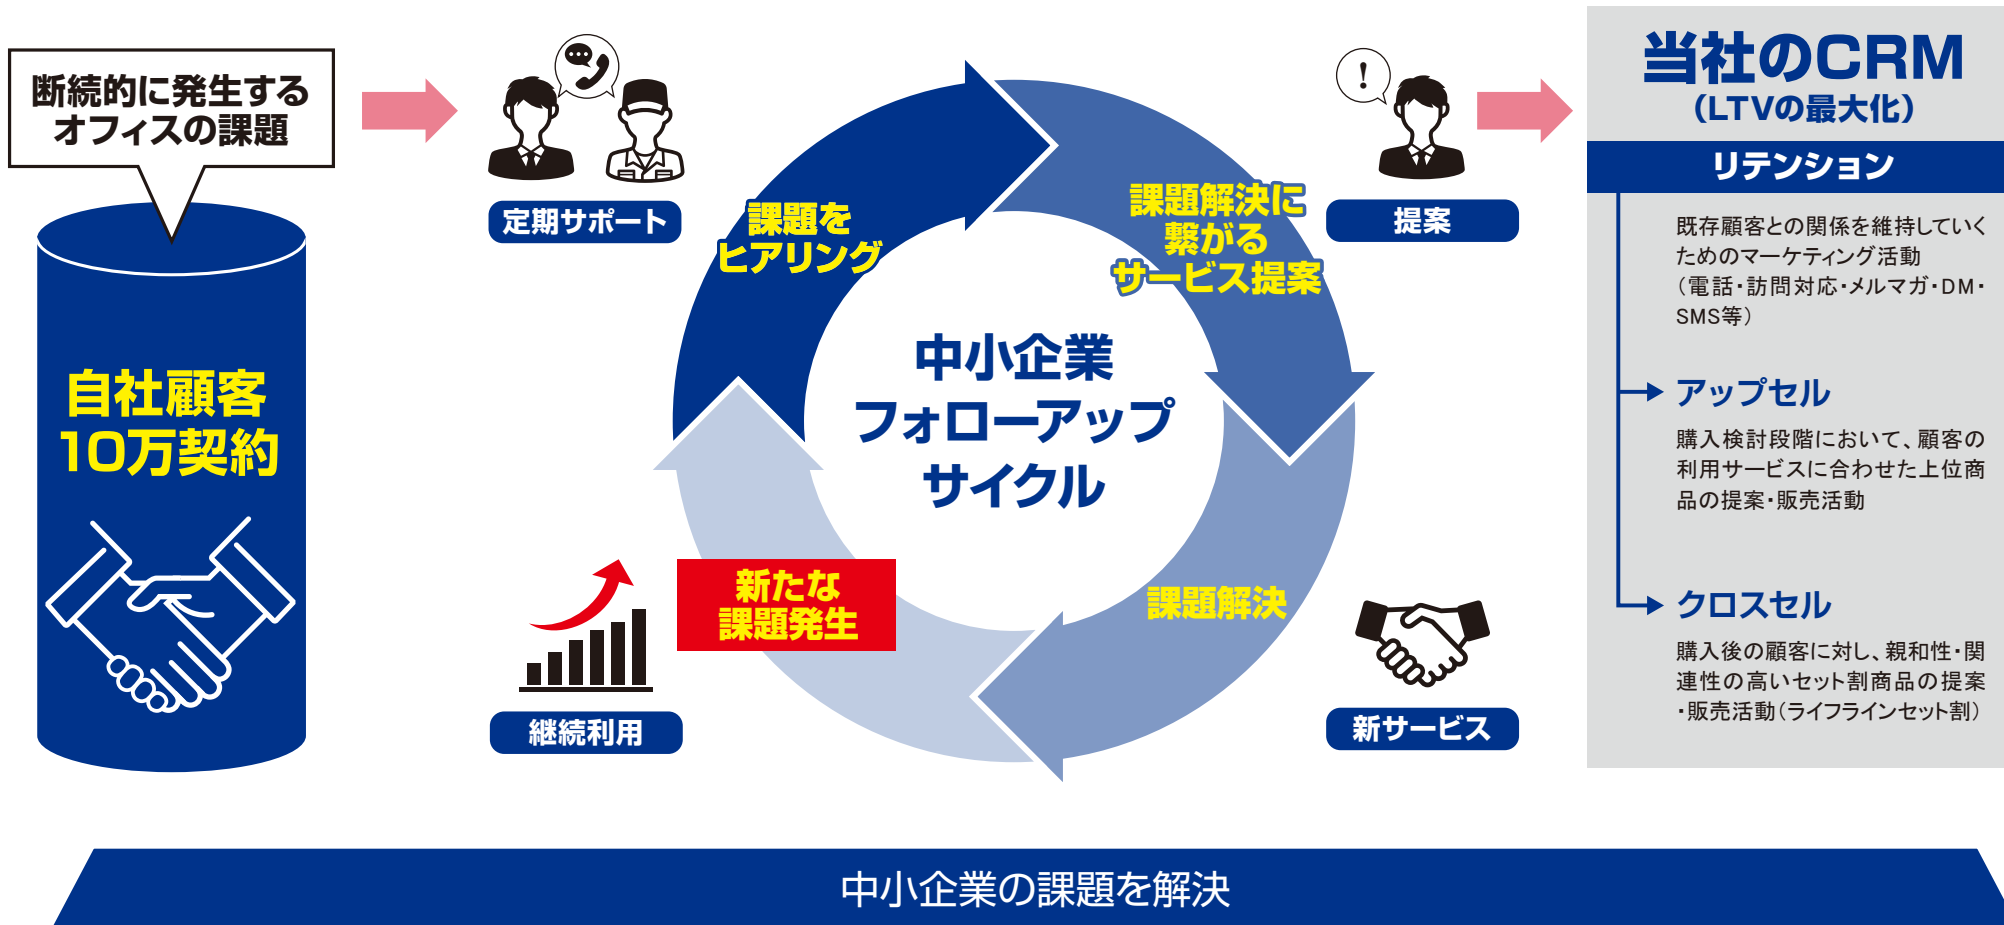 断続的に発生する
オフィスの課題
自社顧客
10万契約
定期サポート
課題を
ヒアリング
課題解決に
繋がる
サービス提案
!
提案
中小企業
フォローアップ
サイクル
新たな
課題発生
課題解決
継続利用
新サービス
当社のCRM
（LTVの最大化）
リテンション
既存顧客との関係を維持していく
ためのマーケティング活動
（電話・訪問対応・メルマガ・DM・
SMS等）
アップセル
購入検討段階において、顧客の
利用サービスに合わせた上位商
品の提案・販売活動
クロスセル
購入後の顧客に対し、親和性・関
連性の高いセット割商品の提案
・販売活動（ライフラインセット割）
中小企業の課題を解決